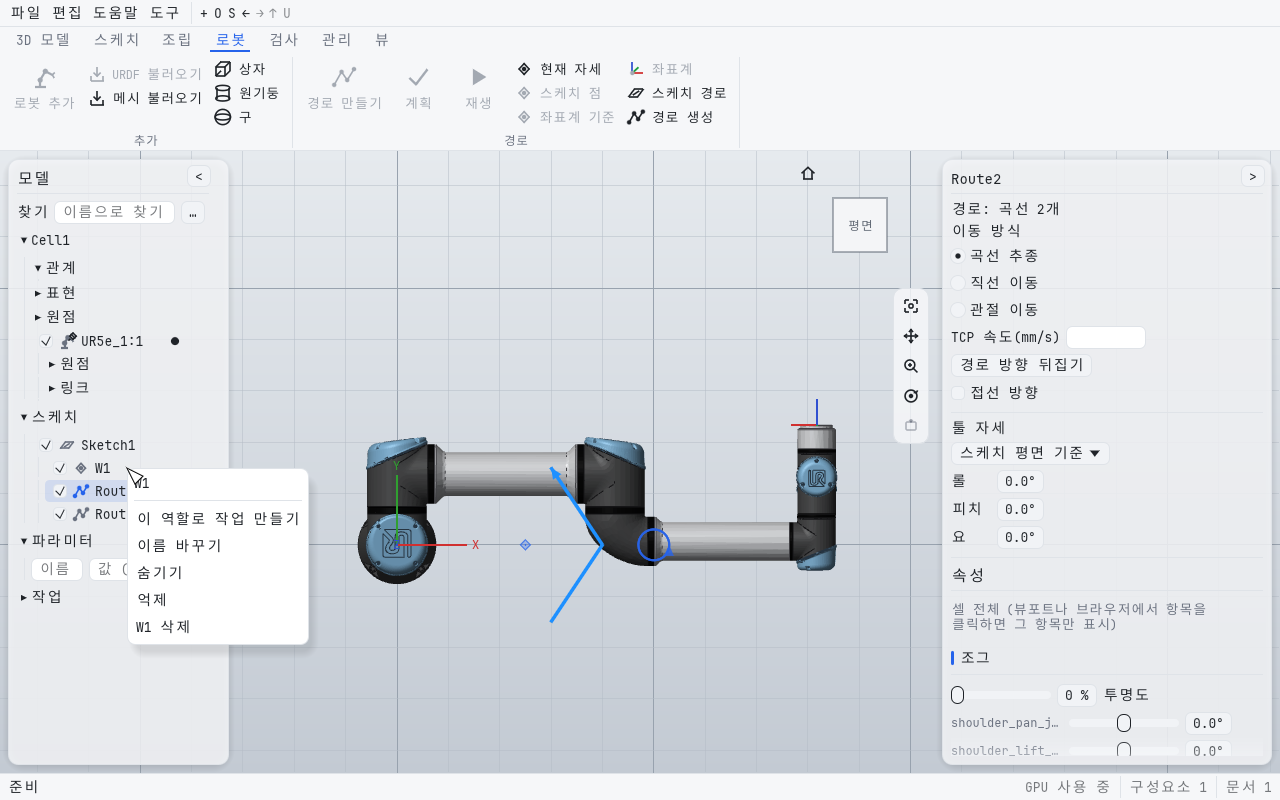 파일 편집 도움말 도구 + O S ← → ↑ U
3D 모델 스케치 조립 로봇 검사 관리 뷰
로봇 추가
URDF 불러오기
메시 불러오기
상자
원기둥
구
추가
경로 만들기
계획
재생
현재 자세
스케치 점
좌표계 기준
좌표계
스케치 경로
경로 생성
경로
모델 <
찾기 이름으로 찾기 …
Cell1
관계
표현
원점
UR5e_1:1
원점
링크
스케치
Sketch1
W1
Rout
Rout
파라미터
이름 값 (
작업
W1
이 역할로 작업 만들기
이름 바꾸기
숨기기
억제
W1 삭제
평면
Y
X
UR
UR
Route2 >
경로: 곡선 2개
이동 방식
곡선 추종
직선 이동
관절 이동
TCP 속도(mm/s)
경로 방향 뒤집기
접선 방향
툴 자세
스케치 평면 기준
롤 0.0°
피치 0.0°
요 0.0°
속성
셀 전체 (뷰포트나 브라우저에서 항목을
클릭하면 그 항목만 표시)
조그
0 % 투명도
shoulder_pan_j… 0.0°
shoulder_lift_… 0.0°
준비 GPU 사용 중 구성요소 1 문서 1